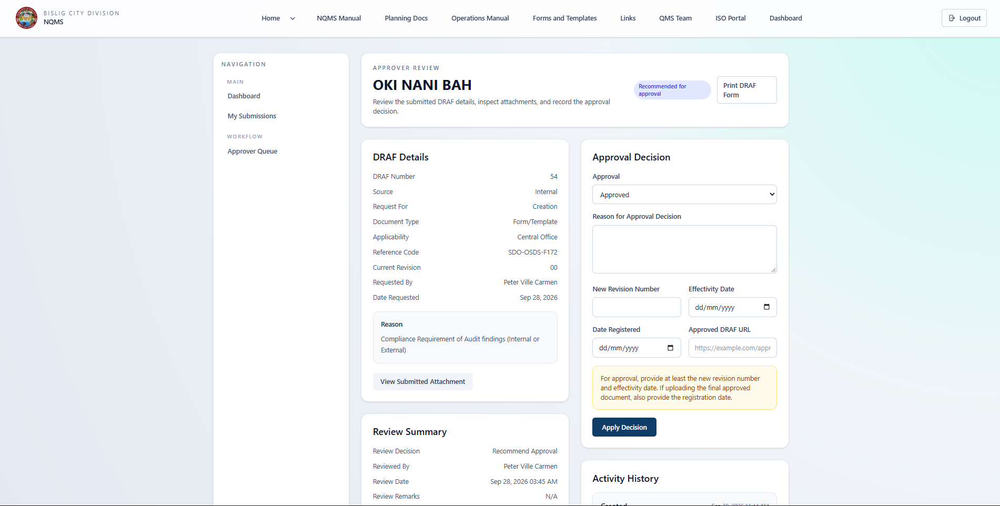 BISLIG CITY DIVISION
NQMS
Home
NQMS Manual
Planning Docs
Operations Manual
Forms and Templates
Links
QMS Team
ISO Portal
Dashboard
Logout
NAVIGATION
MAIN
Dashboard
My Submissions
WORKFLOW
Approver Queue
APPROVER REVIEW
OKI NANI BAH
Review the submitted DRAF details, inspect attachments, and record the approval
decision.
Recommended for
approval
Print DRAF
Form
DRAF Details
DRAF Number 54
Source Internal
Request For Creation
Document Type Form/Template
Applicability Central Office
Reference Code SDO-OSDS-F172
Current Revision 00
Requested By Peter Ville Carmen
Date Requested Sep 28, 2026
Reason
Compliance Requirement of Audit findings (Internal or
External)
View Submitted Attachment
Review Summary
Review Decision Recommend Approval
Reviewed By Peter Ville Carmen
Review Date Sep 28, 2026 03:45 AM
Review Remarks N/A
Approval Decision
Approval
Approved
Reason for Approval Decision
New Revision Number
Effectivity Date
dd/mm/yyyy
Date Registered
Approved DRAF URL
dd/mm/yyyy
https://example.com/appr
For approval, provide at least the new revision number
and effectivity date. If uploading the final approved
document, also provide the registration date.
Apply Decision
Activity History
Created Sep 28, 2026 11:44 AM